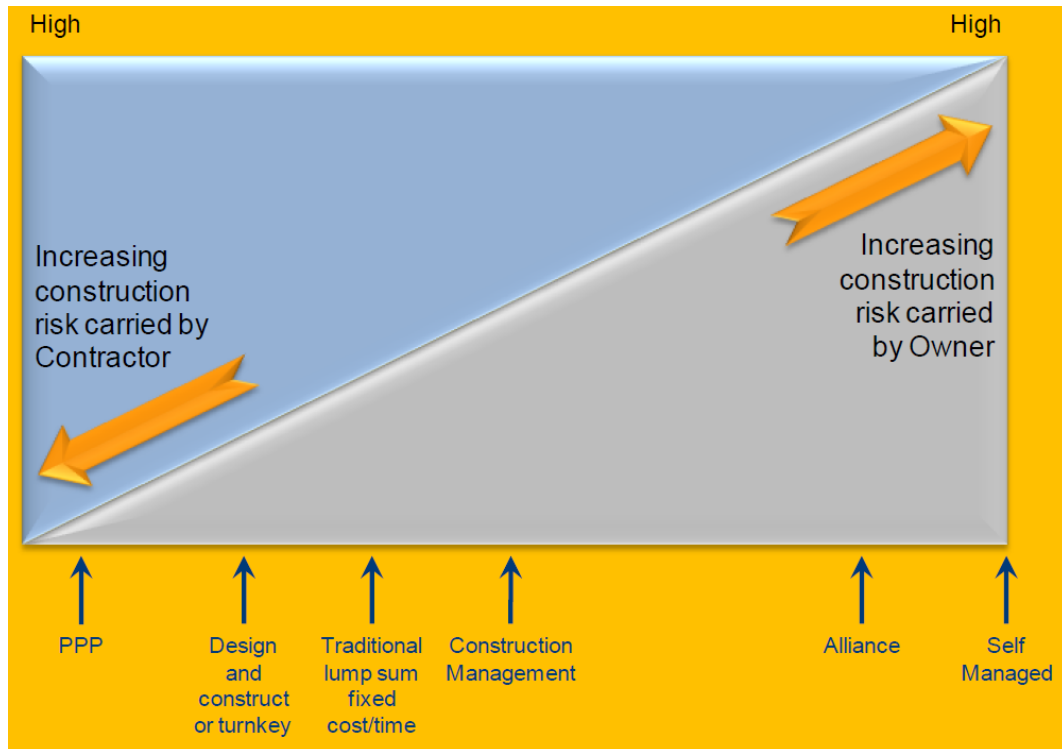 High
High
Increasing
construction
risk carried by
Contractor
Increasing
construction
risk carried
by Owner
PPP
Design
and
construct
or turnkey
Traditional
lump sum
fixed
cost/time
Construction
Management
Alliance
Self
Managed